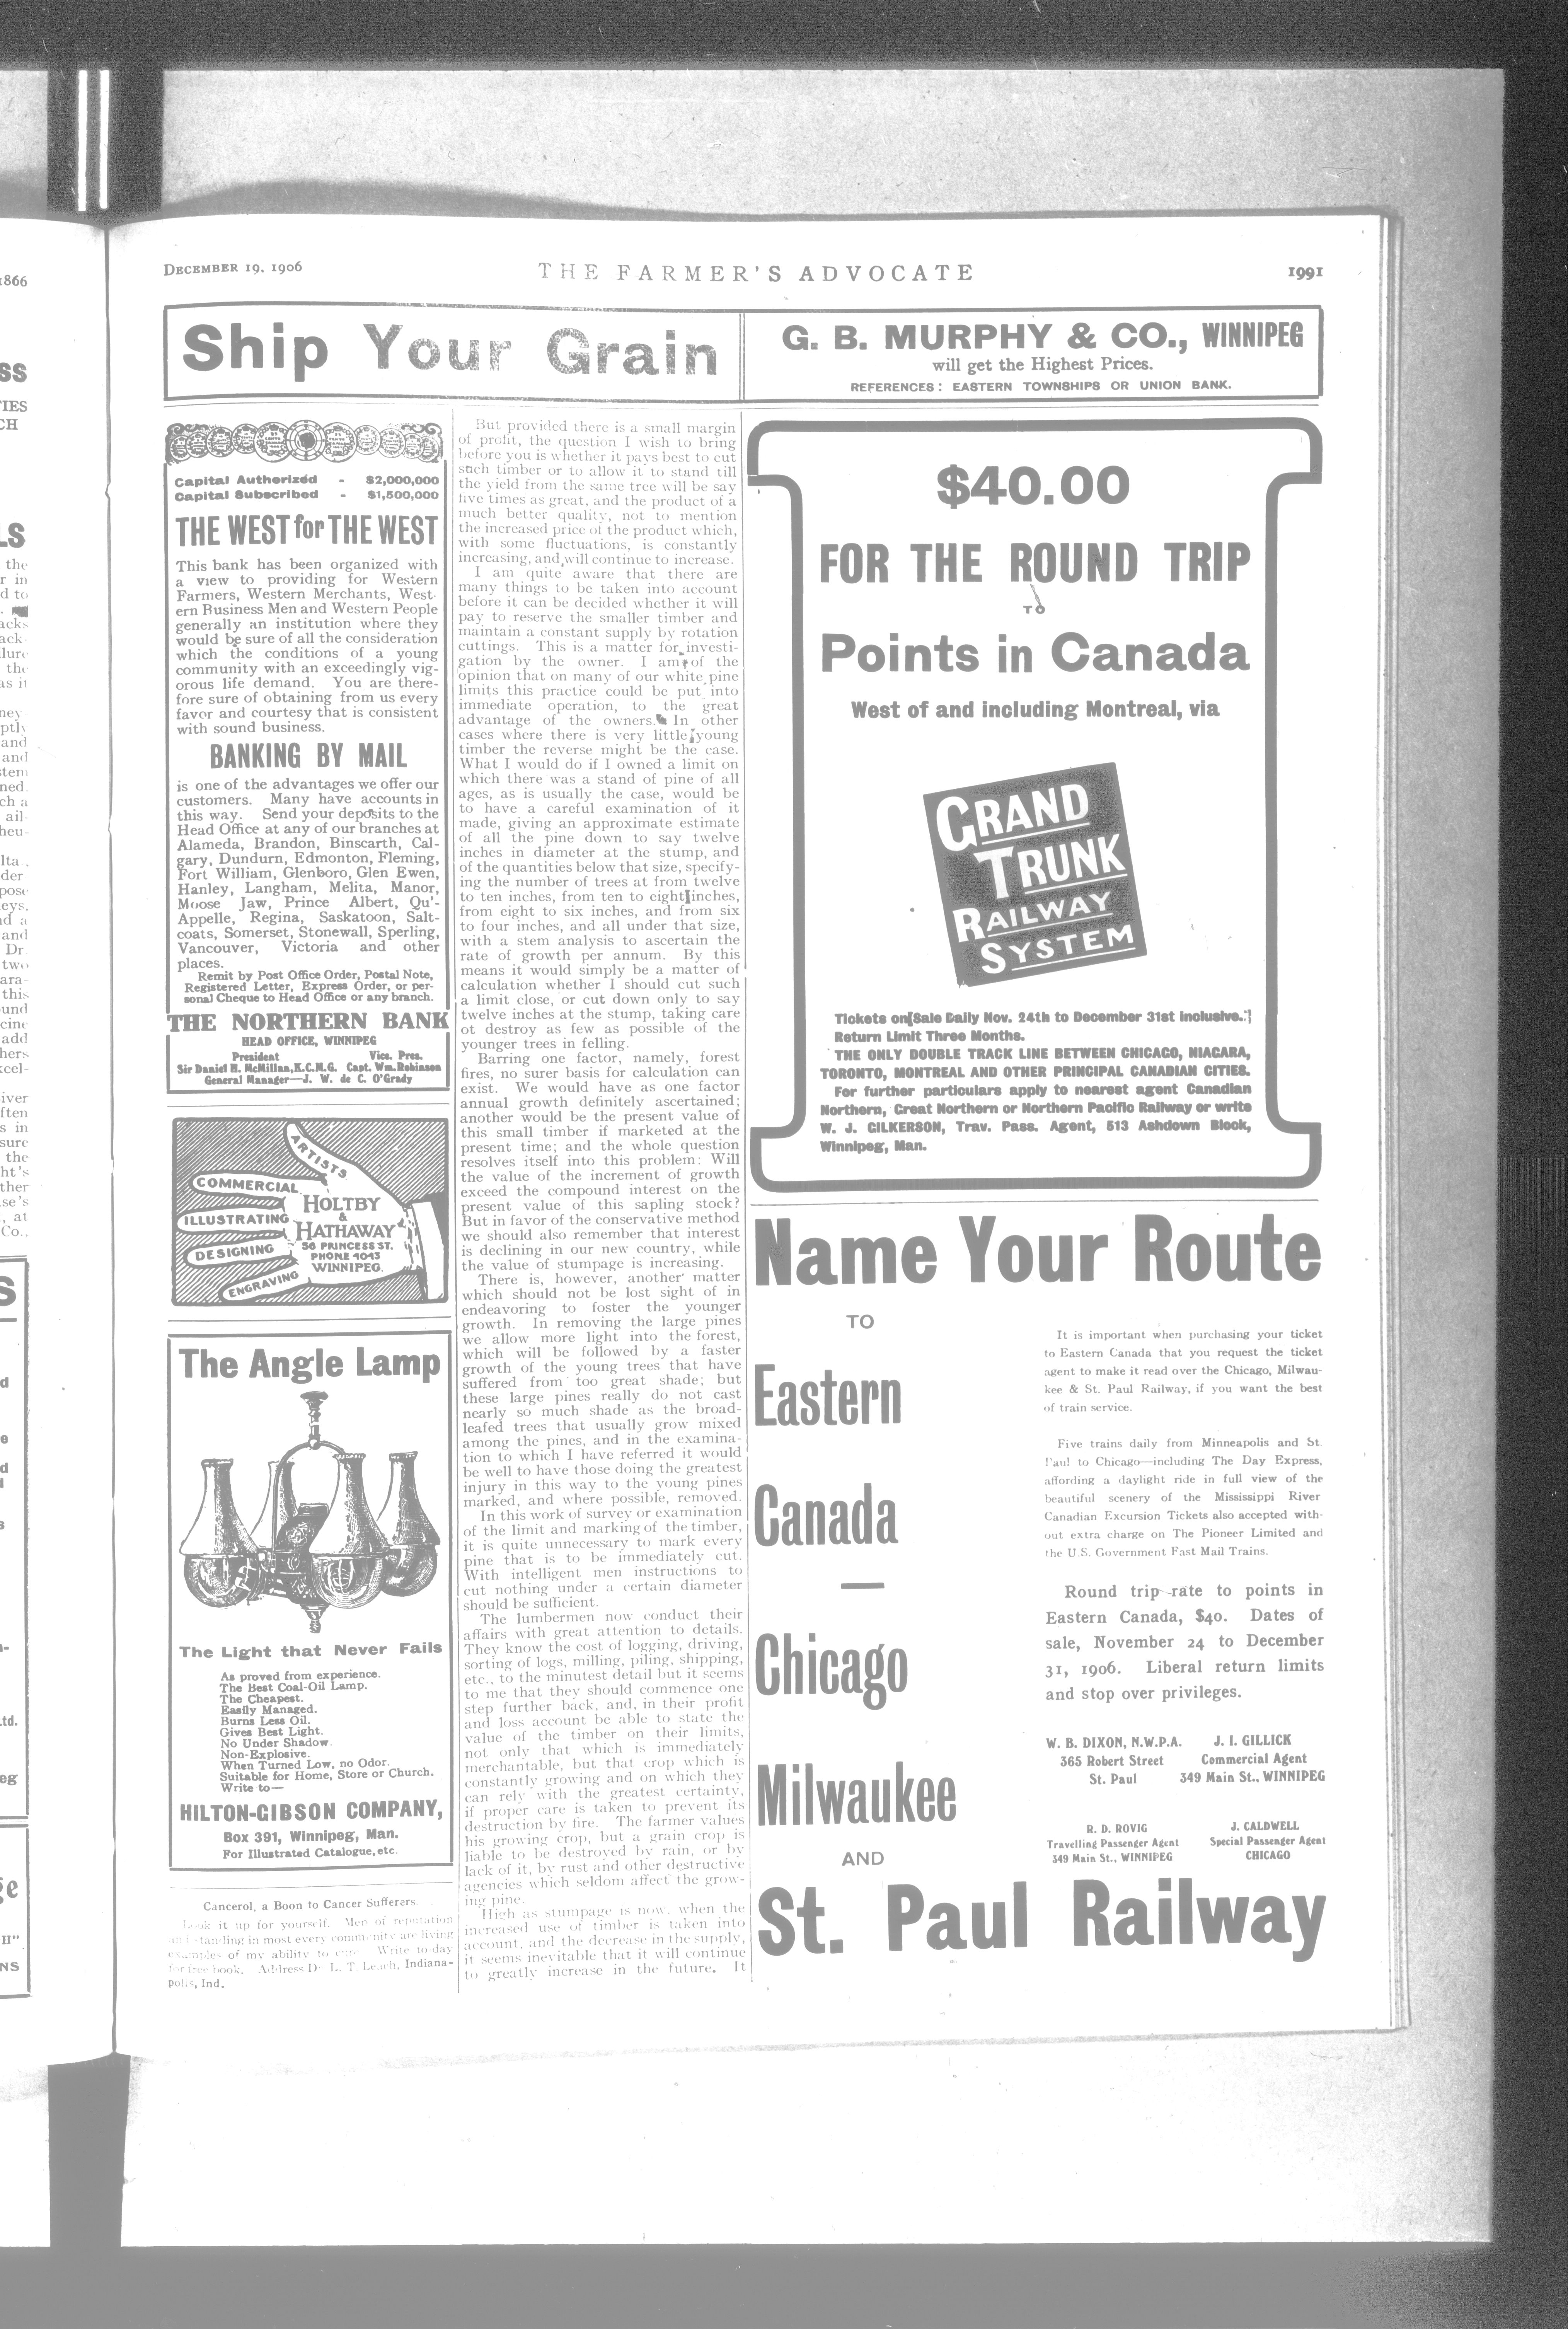 December 19, 1906
THE FARMER'S ADVOCATE
1991
Ship Your Grain
G. B. MURPHY & CO., WINNIPEG
will get the Highest Prices.
REFERENCES: EASTERN TOWNSHIPS OR UNION BANK.
Capital Authorized - $2,000,000
Capital Subscribed - $1,500,000
THE WEST for THE WEST
This bank has been organized with
a view to providing for Western
Farmers, Western Merchants, West-
ern Business Men and Western People
generally an institution where they
would be sure of all the consideration
which the conditions of a young
community with an exceedingly vig-
orous life demand. You are there-
fore sure of obtaining from us every
favor and courtesy that is consistent
with sound business.
BANKING BY MAIL
is one of the advantages we offer our
customers. Many have accounts in
this way. Send your deposits to the
Head Office at any of our branches at
Alameda, Brandon, Binscarth, Cal-
gary, Dundurn, Edmonton, Fleming,
Fort William, Glenboro, Glen Ewen,
Hanley, Langham, Melita, Manor,
Moose Jaw, Prince Albert, Qu'-
Appelle, Regina, Saskatoon, Salt-
coats, Somerset, Stonewall, Sperling,
Vancouver, Victoria and other
places.
Remit by Post Office Order, Postal Note,
Registered Letter, Express Order, or per-
sonal Cheque to Head Office or any branch.
THE NORTHERN BANK
HEAD OFFICE, WINNIPEG
President Vice. Pres.
Sir Daniel H. McMillan, K.C.M.G. Capt. Wm. Robinson
General Manager—J. W. de C. O'Grady
ARTISTS
COMMERCIAL
ILLUSTRATING
DESIGNING
ENGRAVING
HOLTBY
&
HATHAWAY
56 PRINCESS ST.
PHONE 4043
WINNIPEG.
The Angle Lamp
The Light that Never Fails
As proved from experience.
The Best Coal-Oil Lamp.
The Cheapest.
Easily Managed.
Burns Less Oil.
Gives Best Light.
No Under Shadow.
Non-Explosive.
When Turned Low, no Odor.
Suitable for Home, Store or Church.
Write to—
HILTON-GIBSON COMPANY,
Box 391, Winnipeg, Man.
For Illustrated Catalogue, etc.
Cancerol, a Boon to Cancer Sufferers.
Look it up for yourself. Men of reputation
and standing in most every community are living
examples of my ability to cure. Write to-day
for free book. Address Dr. L. T. Leach, Indiana-
polis, Ind.
But provided there is a small margin
of profit, the question I wish to bring
before you is whether it pays best to cut
such timber or to allow it to stand till
the yield from the same tree will be say
five times as great, and the product of a
much better quality, not to mention
the increased price of the product which,
with some fluctuations, is constantly
increasing, and will continue to increase.
I am quite aware that there are
many things to be taken into account
before it can be decided whether it will
pay to reserve the smaller timber and
maintain a constant supply by rotation
cuttings. This is a matter for investi-
gation by the owner. I am of the
opinion that on many of our white pine
limits this practice could be put into
immediate operation, to the great
advantage of the owners. In other
cases where there is very little young
timber the reverse might be the case.
What I would do if I owned a limit on
which there was a stand of pine of all
ages, as is usually the case, would be
to have a careful examination of it
made, giving an approximate estimate
of all the pine down to say twelve
inches in diameter at the stump, and
of the quantities below that size, specify-
ing the number of trees at from twelve
to ten inches, from ten to eight inches,
from eight to six inches, and from six
to four inches, and all under that size,
with a stem analysis to ascertain the
rate of growth per annum. By this
means it would simply be a matter of
calculation whether I should cut such
a limit close, or cut down only to say
twelve inches at the stump, taking care
ot destroy as few as possible of the
younger trees in felling.
Barring one factor, namely, forest
fires, no surer basis for calculation can
exist. We would have as one factor
annual growth definitely ascertained;
another would be the present value of
this small timber if marketed at the
present time; and the whole question
resolves itself into this problem: Will
the value of the increment of growth
exceed the compound interest on the
present value of this sapling stock?
But in favor of the conservative method
we should also remember that interest
is declining in our new country, while
the value of stumpage is increasing.
There is, however, another matter
which should not be lost sight of in
endeavoring to foster the younger
growth. In removing the large pines
we allow more light into the forest,
which will be followed by a faster
growth of the young trees that have
suffered from too great shade; but
these large pines really do not cast
nearly so much shade as the broad-
leafed trees that usually grow mixed
among the pines, and in the examina-
tion to which I have referred it would
be well to have those doing the greatest
injury in this way to the young pines
marked, and where possible, removed.
In this work of survey or examination
of the limit and marking of the timber,
it is quite unnecessary to mark every
pine that is to be immediately cut.
With intelligent men instructions to
cut nothing under a certain diameter
should be sufficient.
The lumbermen now conduct their
affairs with great attention to details.
They know the cost of logging, driving,
sorting of logs, milling, piling, shipping,
etc., to the minutest detail but it seems
to me that they should commence one
step further back, and, in their profit
and loss account be able to state the
value of the timber on their limits,
not only that which is immediately
merchantable, but that crop which is
constantly growing and on which they
can rely with the greatest certainty,
if proper care is taken to prevent its
destruction by fire. The farmer values
his growing crop, but a grain crop is
liable to be destroyed by rain, or by
lack of it, by rust and other destructive
agencies which seldom affect the grow-
ing pine.
High as stumpage is now, when the
increased use of timber is taken into
account, and the decrease in the supply,
it seems inevitable that it will continue
to greatly increase in the future. It
$40.00
FOR THE ROUND TRIP
TO
Points in Canada
West of and including Montreal, via
GRAND
TRUNK
RAILWAY
SYSTEM
Tickets on Sale Daily Nov. 24th to December 31st inclusive.
Return Limit Three Months.
THE ONLY DOUBLE TRACK LINE BETWEEN CHICAGO, NIAGARA,
TORONTO, MONTREAL AND OTHER PRINCIPAL CANADIAN CITIES.
For further particulars apply to nearest agent Canadian
Northern, Great Northern or Northern Pacific Railway or write
W. J. GILKERSON, Trav. Pass. Agent, 513 Ashdown Block,
Winnipeg, Man.
Name Your Route
TO
Eastern
Canada
—
Chicago
Milwaukee
AND
St. Paul Railway
It is important when purchasing your ticket
to Eastern Canada that you request the ticket
agent to make it read over the Chicago, Milwau-
kee & St. Paul Railway, if you want the best
of train service.
Five trains daily from Minneapolis and St.
Paul to Chicago—including The Day Express,
affording a daylight ride in full view of the
beautiful scenery of the Mississippi River
Canadian Excursion Tickets also accepted with-
out extra charge on The Pioneer Limited and
the U.S. Government Fast Mail Trains.
Round trip rate to points in
Eastern Canada, $40. Dates of
sale, November 24 to December
31, 1906. Liberal return limits
and stop over privileges.
W. B. DIXON, N.W.P.A. J. I. GILLICK
365 Robert Street Commercial Agent
St. Paul 349 Main St., WINNIPEG
R. D. ROVIG J. CALDWELL
Travelling Passenger Agent Special Passenger Agent
349 Main St., WINNIPEG CHICAGO